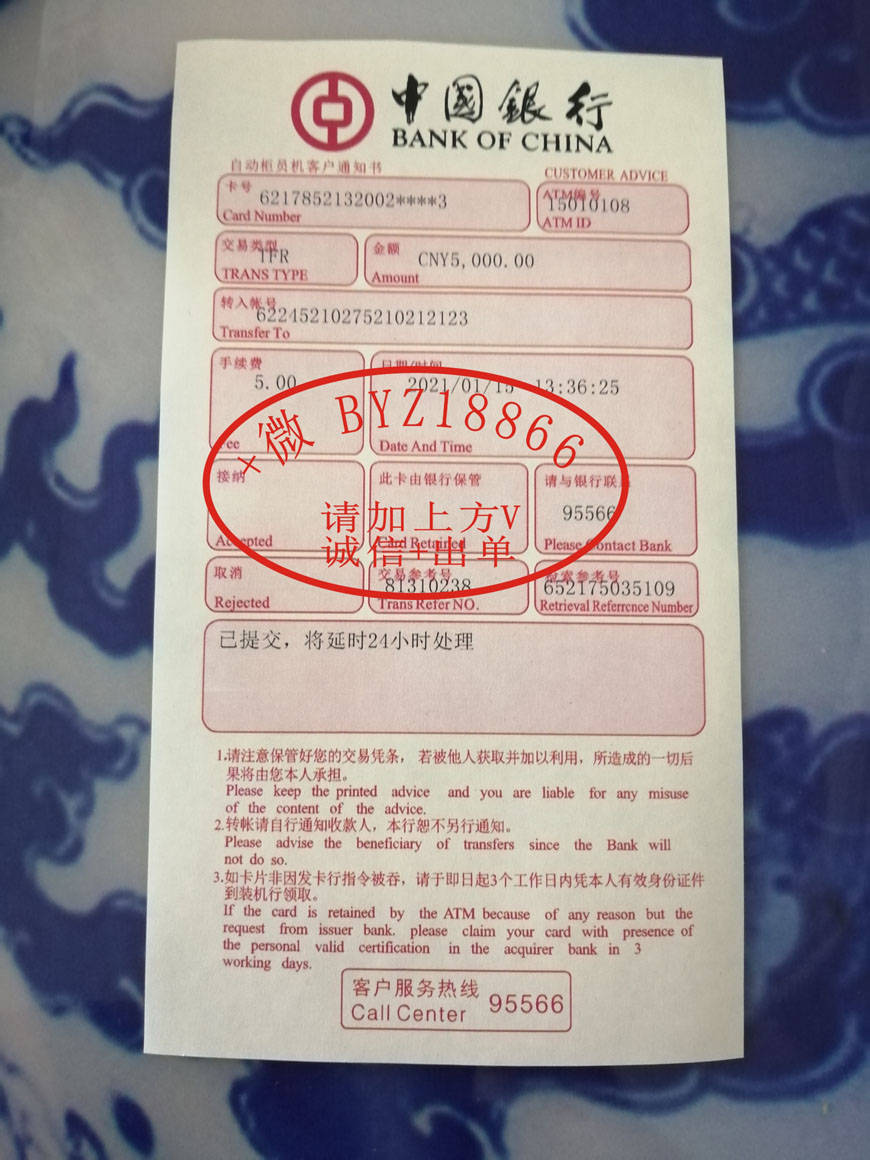 中國銀行
BANK OF CHINA
自动柜员机客户通知书
CUSTOMER ADVICE
卡号
6217852132002****3
Card Number
ATM编号
15010108
ATM ID
交易类型
TFR
TRANS TYPE
金额
CNY5,000.00
Amount
转入帐号
62245210275210212123
Transfer To
手续费
5.00
Fee
日期/时间
2021/01/15 13:36:25
Date And Time
+微 BYZ18866
接纳
Accepted
此卡由银行保管
Card Retained
请与银行联系
95566
Please Contact Bank
请加上方V
诚信+出单
取消
Rejected
交易参考号
81310238
Trans Refer NO.
检索参考号
652175035109
Retrieval Referrcnce Number
已提交，将延时24小时处理
1.请注意保管好您的交易凭条，若被他人获取并加以利用，所造成的一切后
果将由您本人承担。
Please keep the printed advice and you are liable for any misuse
of the content of the advice.
2.转帐请自行通知收款人，本行恕不另行通知。
Please advise the beneficiary of transfers since the Bank will
not do so.
3.如卡片非因发卡行指令被吞，请于即日起3个工作日内凭本人有效身份证件
到装机行领取。
If the card is retained by the ATM because of any reason but the
request from issuer bank. please claim your card with presence of
the personal valid certification in the acquirer bank in 3
working days.
客户服务热线
Call Center
95566